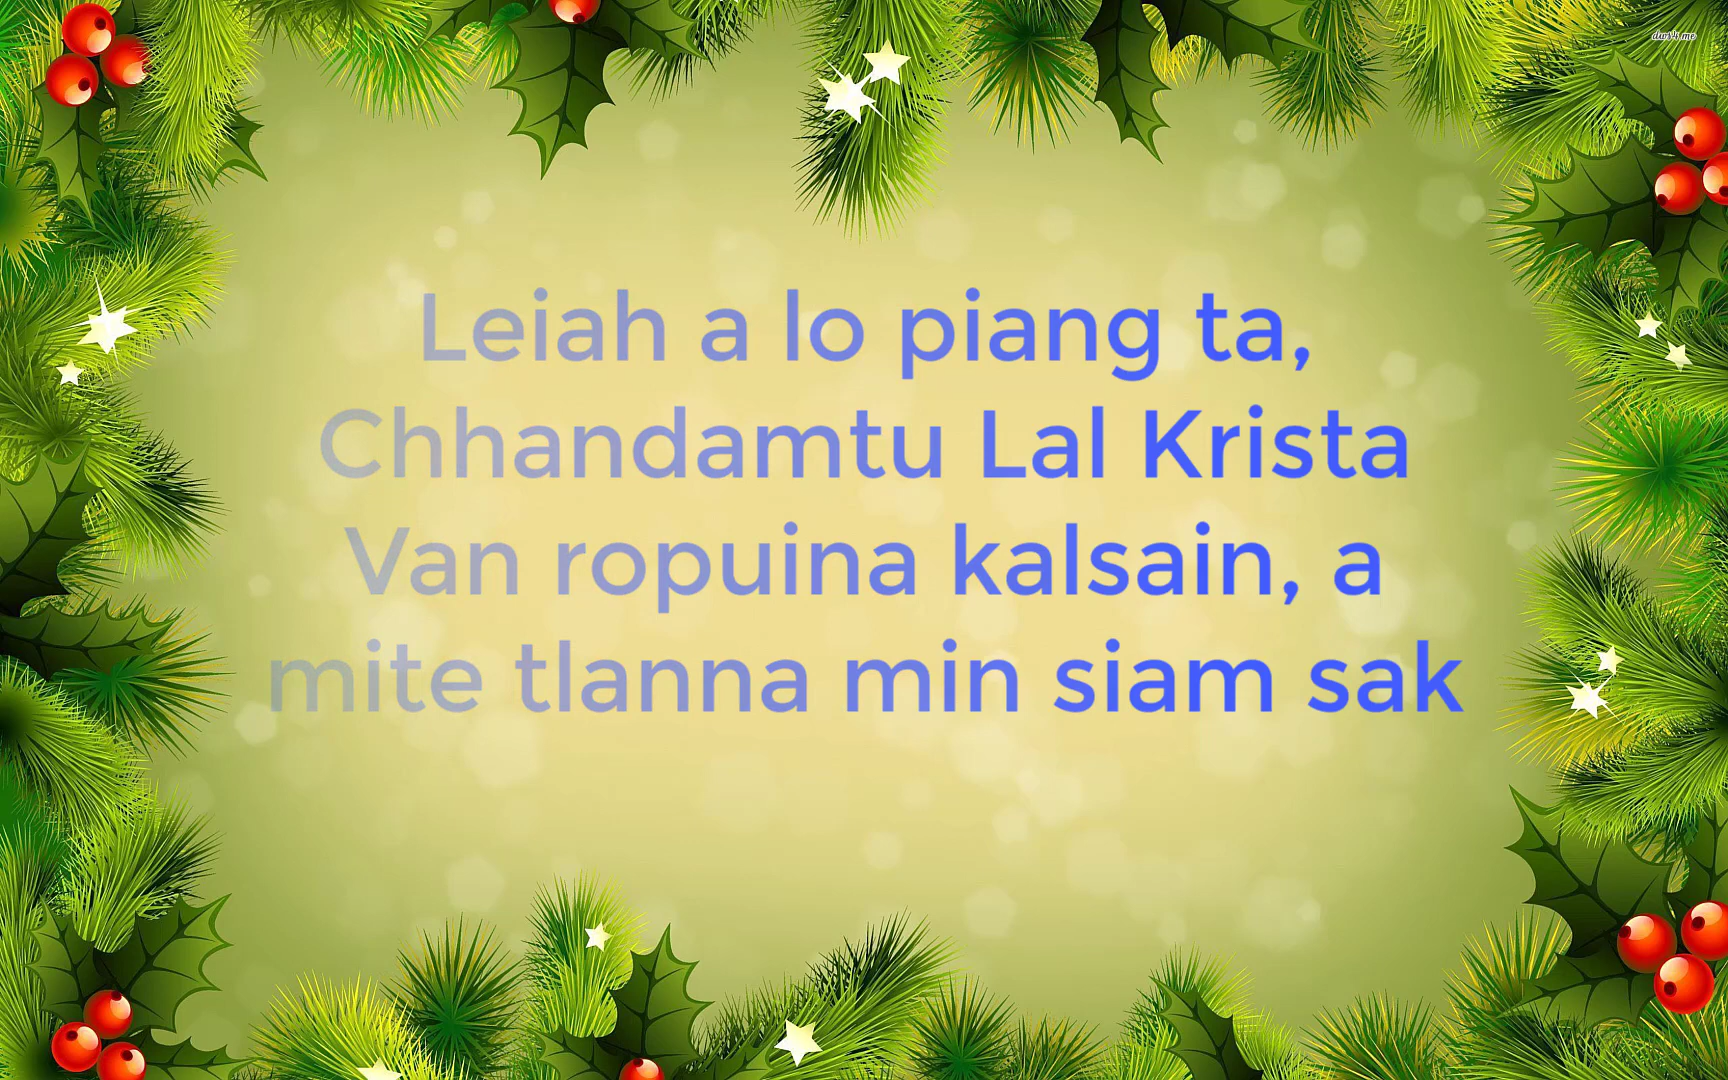 Leiah a lo piang ta,
Chhandamtu Lal Krista
Van ropuina kalsain, a
mite tlanna min siam sak